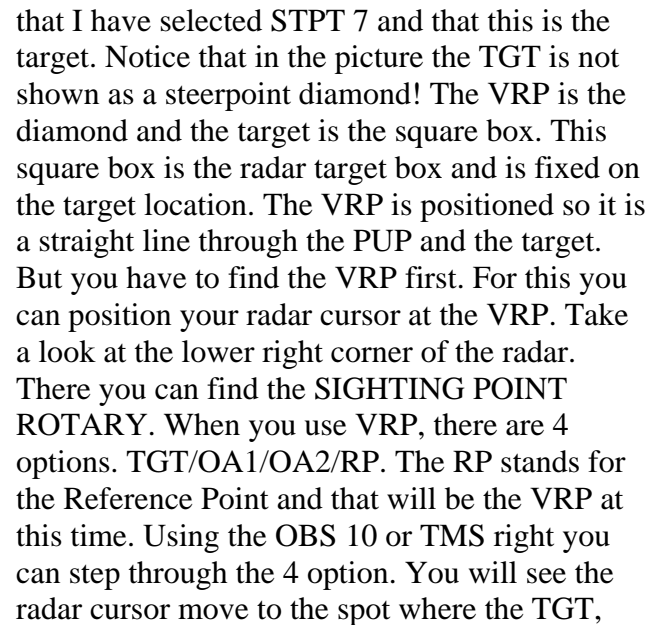 that I have selected STPT 7 and that this is the
target. Notice that in the picture the TGT is not
shown as a steerpoint diamond! The VRP is the
diamond and the target is the square box. This
square box is the radar target box and is fixed on
the target location. The VRP is positioned so it is
a straight line through the PUP and the target.
But you have to find the VRP first. For this you
can position your radar cursor at the VRP. Take
a look at the lower right corner of the radar.
There you can find the SIGHTING POINT
ROTARY. When you use VRP, there are 4
options. TGT/OA1/OA2/RP. The RP stands for
the Reference Point and that will be the VRP at
this time. Using the OBS 10 or TMS right you
can step through the 4 option. You will see the
radar cursor move to the spot where the TGT,